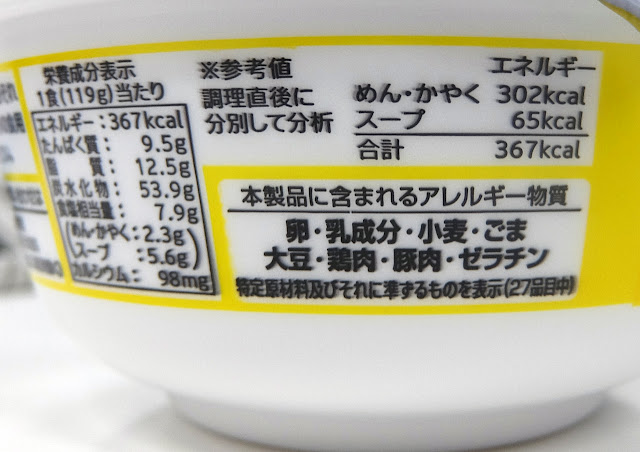 栄養成分表示
1食(119g)当たり
エネルギー：367kcal
たんぱく質： 9.5g
脂質： 12.5g
炭水化物： 53.9g
食塩相当量： 7.9g
(めん・かやく：2.3g)
(スープ：5.6g)
カルシウム： 98mg
※参考値
調理直後に
分別して分析
エネルギー
めん・かやく 302kcal
スープ 65kcal
合計 367kcal
本製品に含まれるアレルギー物質
卵・乳成分・小麦・ごま
大豆・鶏肉・豚肉・ゼラチン
特定原材料及びそれに準ずるものを表示(27品目中)